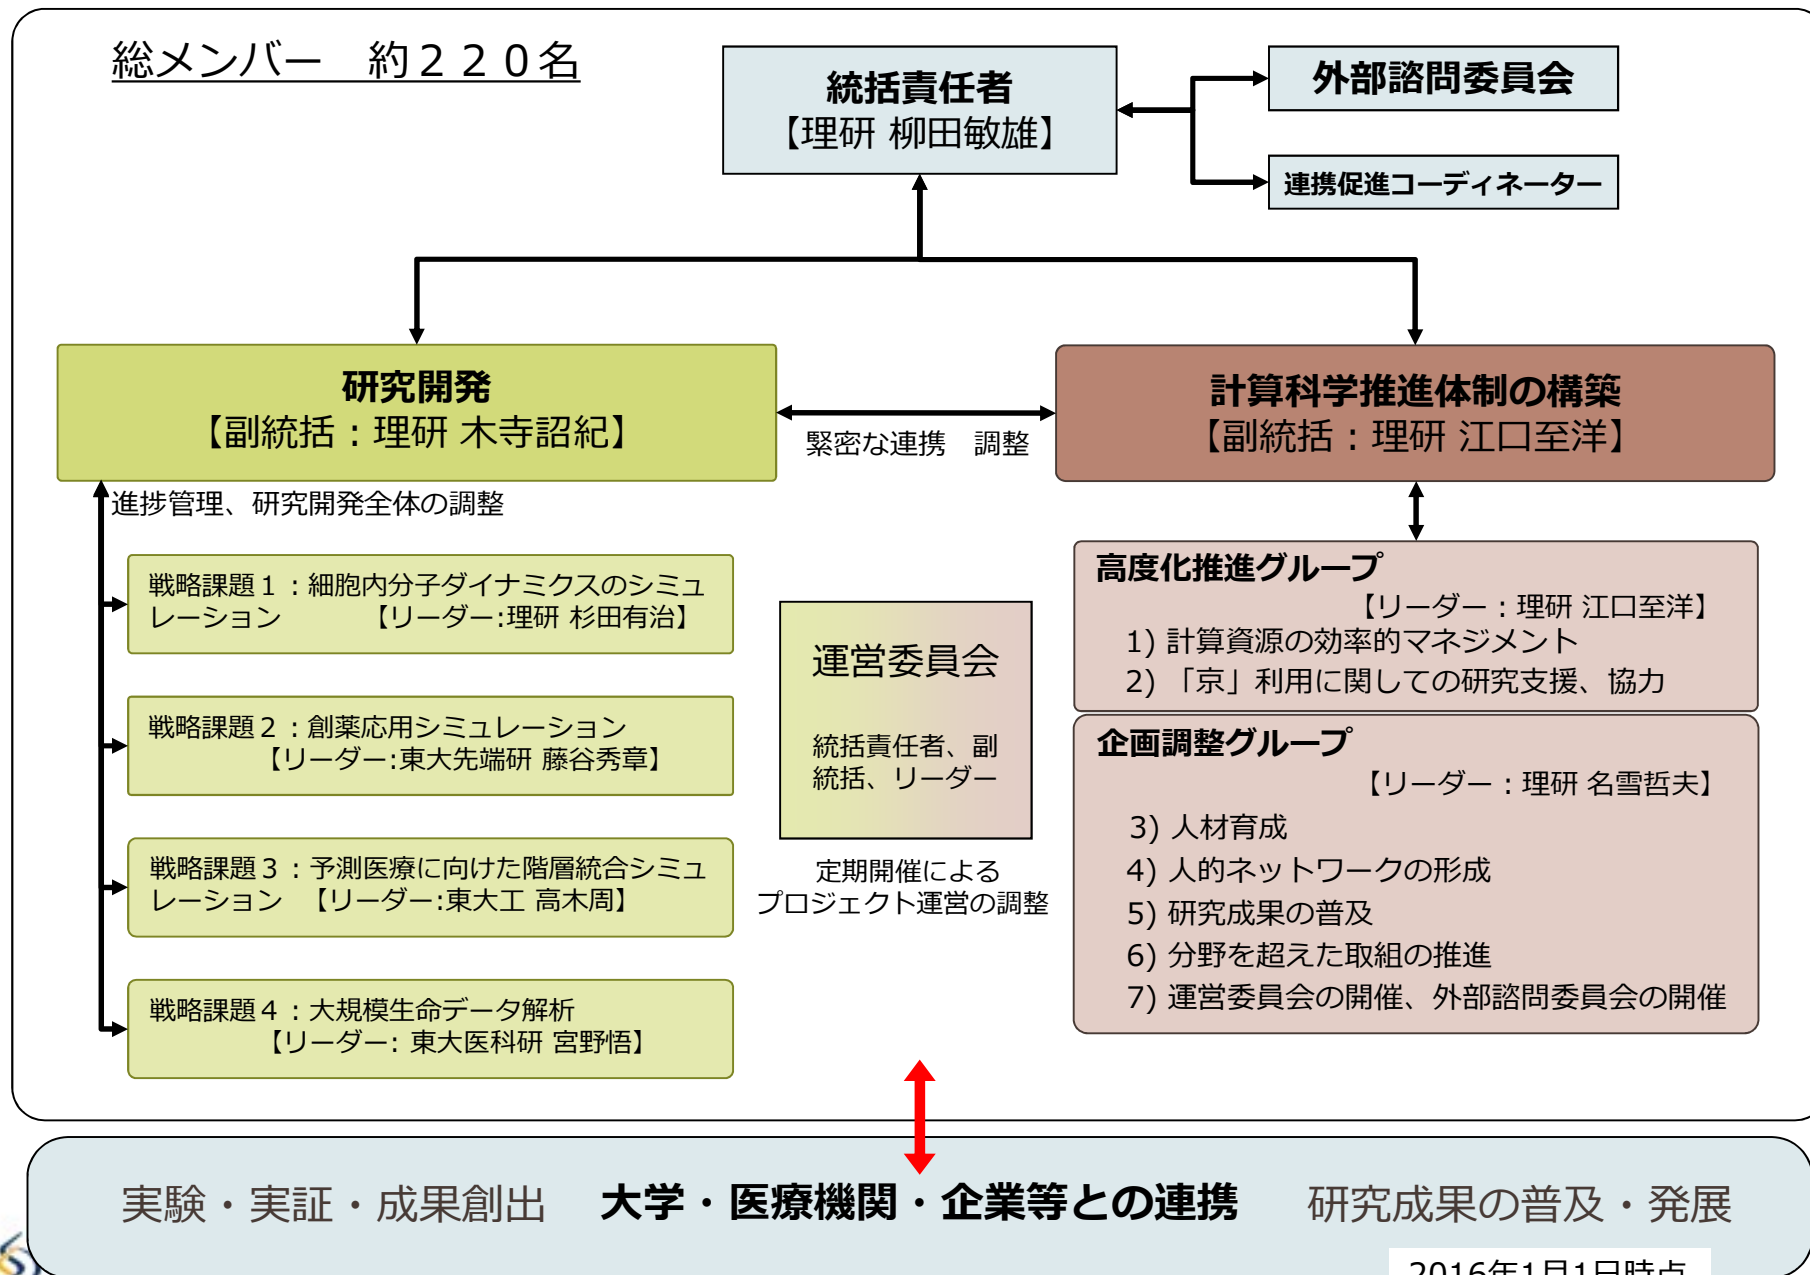 総メンバー　約２２０名
統括責任者
【理研 柳田敏雄】
外部諮問委員会
連携促進コーディネーター
研究開発
【副統括：理研 木寺詔紀】
緊密な連携　調整
計算科学推進体制の構築
【副統括：理研 江口至洋】
進捗管理、研究開発全体の調整
戦略課題１：細胞内分子ダイナミクスのシミュ
レーション　　　【リーダー:理研 杉田有治】
戦略課題２：創薬応用シミュレーション
【リーダー:東大先端研 藤谷秀章】
戦略課題３：予測医療に向けた階層統合シミュ
レーション　【リーダー:東大工 高木周】
戦略課題４：大規模生命データ解析
【リーダー: 東大医科研 宮野悟】
運営委員会
統括責任者、副
統括、リーダー
定期開催による
プロジェクト運営の調整
高度化推進グループ
【リーダー：理研 江口至洋】
1) 計算資源の効率的マネジメント
2) 「京」利用に関しての研究支援、協力
企画調整グループ
【リーダー：理研 名雪哲夫】
3) 人材育成
4) 人的ネットワークの形成
5) 研究成果の普及
6) 分野を超えた取組の推進
7) 運営委員会の開催、外部諮問委員会の開催
実験・実証・成果創出　大学・医療機関・企業等との連携　研究成果の普及・発展
2016年1月1日時点